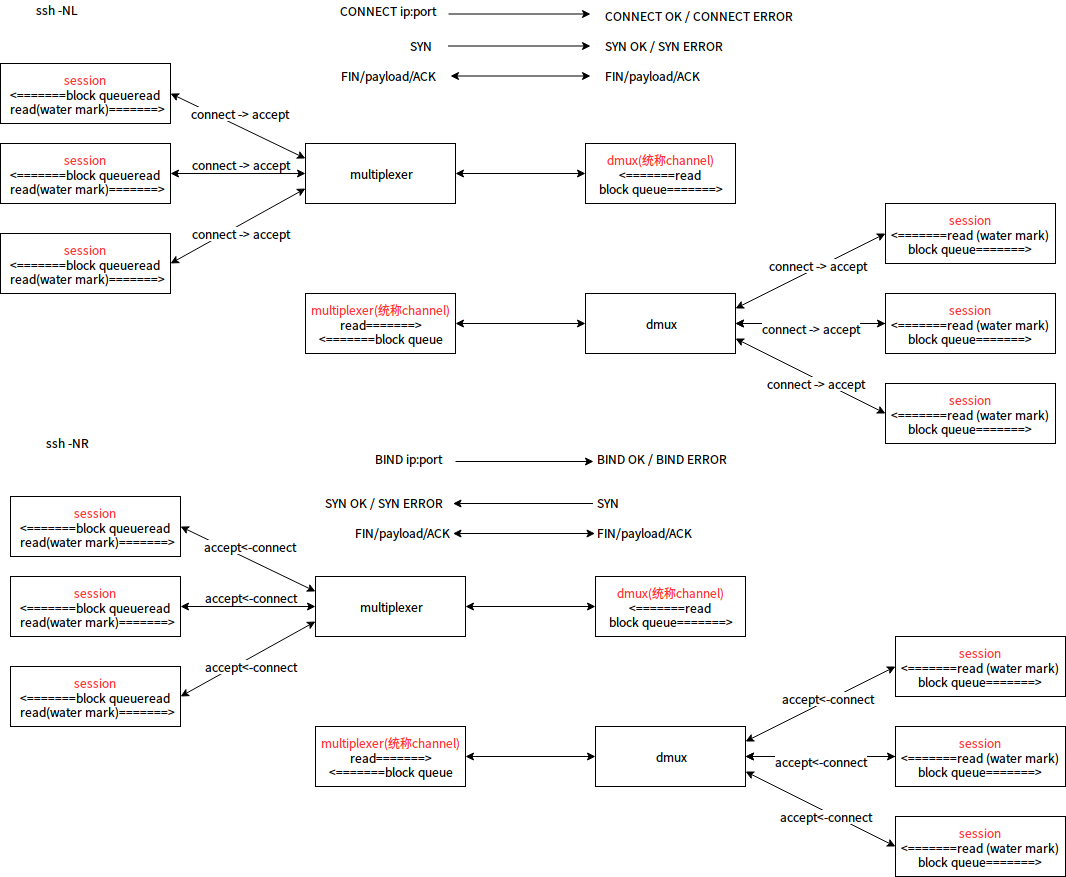 ssh -NL
CONNECT ip:port
CONNECT OK / CONNECT ERROR
SYN
SYN OK / SYN ERROR
FIN/payload/ACK
FIN/payload/ACK
session
<=======block queueread
read(water mark)=======>
connect -> accept
session
<=======block queueread
read(water mark)=======>
connect -> accept
session
<=======block queueread
read(water mark)=======>
connect -> accept
multiplexer
dmux(统称channel)
<=======read
block queue=======>
multiplexer(统称channel)
read=======>
<=======block queue
dmux
connect -> accept
session
<=======read (water mark)
block queue=======>
connect -> accept
session
<=======read (water mark)
block queue=======>
connect -> accept
session
<=======read (water mark)
block queue=======>
ssh -NR
BIND ip:port
BIND OK / BIND ERROR
SYN OK / SYN ERROR
SYN
FIN/payload/ACK
FIN/payload/ACK
session
<=======block queueread
read(water mark)=======>
accept<-connect
session
<=======block queueread
read(water mark)=======>
accept<-connect
session
<=======block queueread
read(water mark)=======>
accept<-connect
multiplexer
dmux(统称channel)
<=======read
block queue=======>
multiplexer(统称channel)
read=======>
<=======block queue
dmux
accept<-connect
session
<=======read (water mark)
block queue=======>
accept<-connect
session
<=======read (water mark)
block queue=======>
accept<-connect
session
<=======read (water mark)
block queue=======>